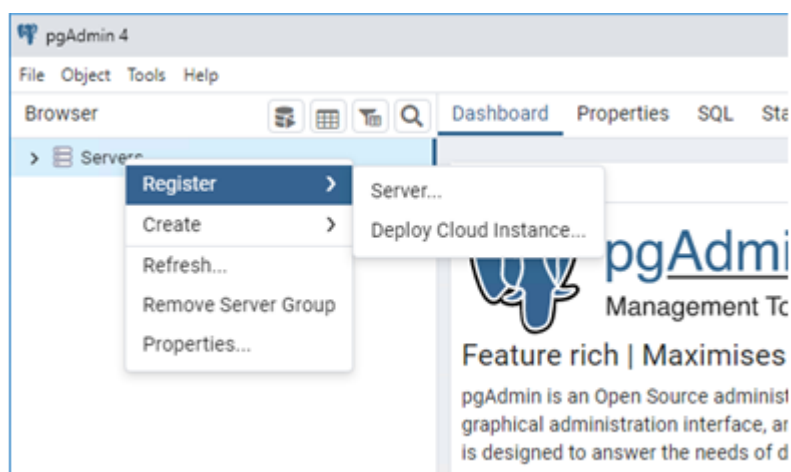 pgAdmin 4
File Object Tools Help
Browser
Dashboard Properties SQL Sta
Servers
Register
Create
Refresh...
Remove Server Group
Properties...
Server...
Deploy Cloud Instance...
pgAdmi
Management To
Feature rich | Maximises
pgAdmin is an Open Source administ
graphical administration interface, ar
is designed to answer the needs of d